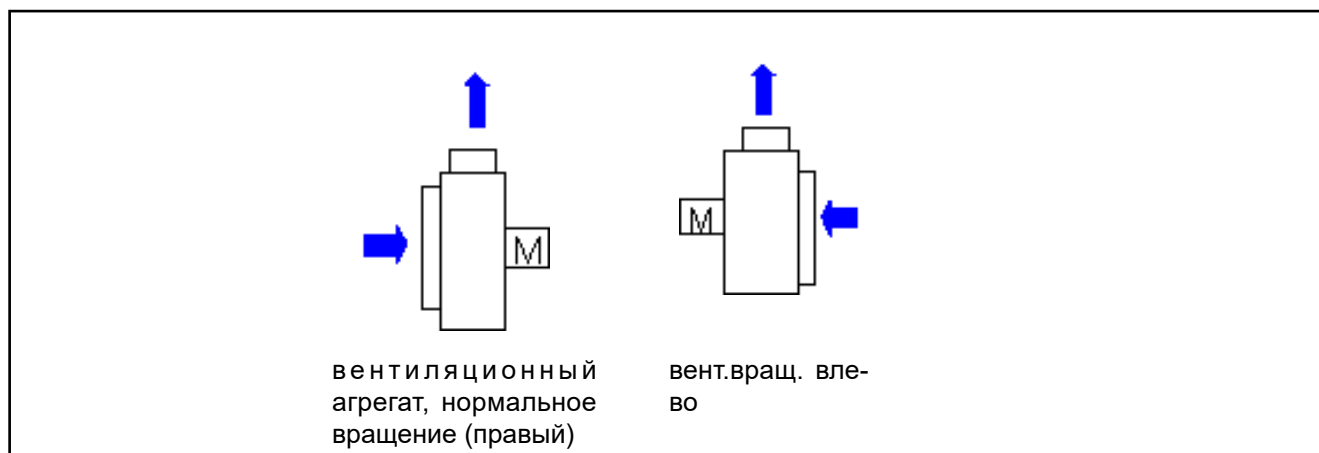 M
M
вентиляционный
агрегат, нормальное
вращение (правый)
вент.вращ. вле-
во